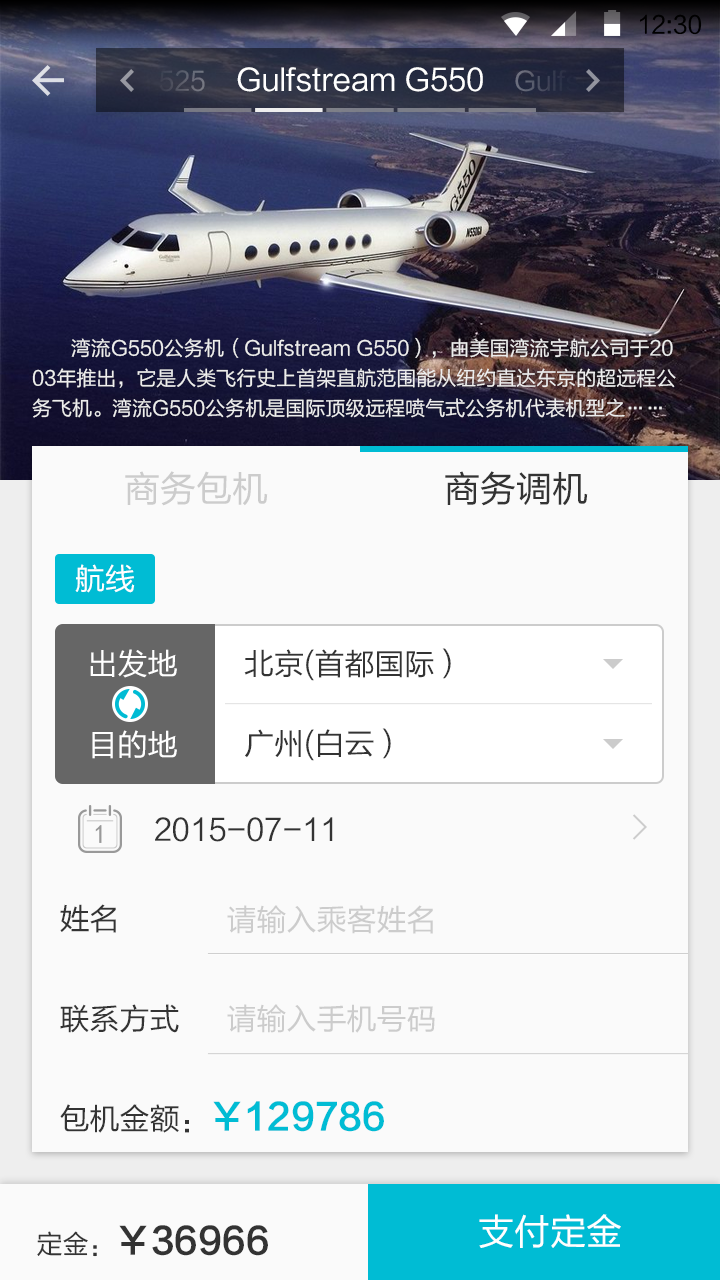 12:30
525 Gulfstream G550 Gulf
G550
N550GA
湾流G550公务机（Gulfstream G550），由美国湾流宇航公司于20
03年推出，它是人类飞行史上首架直航范围能从纽约直达东京的超远程公
务飞机。湾流G550公务机是国际顶级远程喷气式公务机代表机型之……
商务包机 商务调机
航线
出发地 北京(首都国际）
目的地 广州(白云）
1 2015-07-11
姓名 请输入乘客姓名
联系方式 请输入手机号码
包机金额：￥129786
定金：￥36966 支付定金